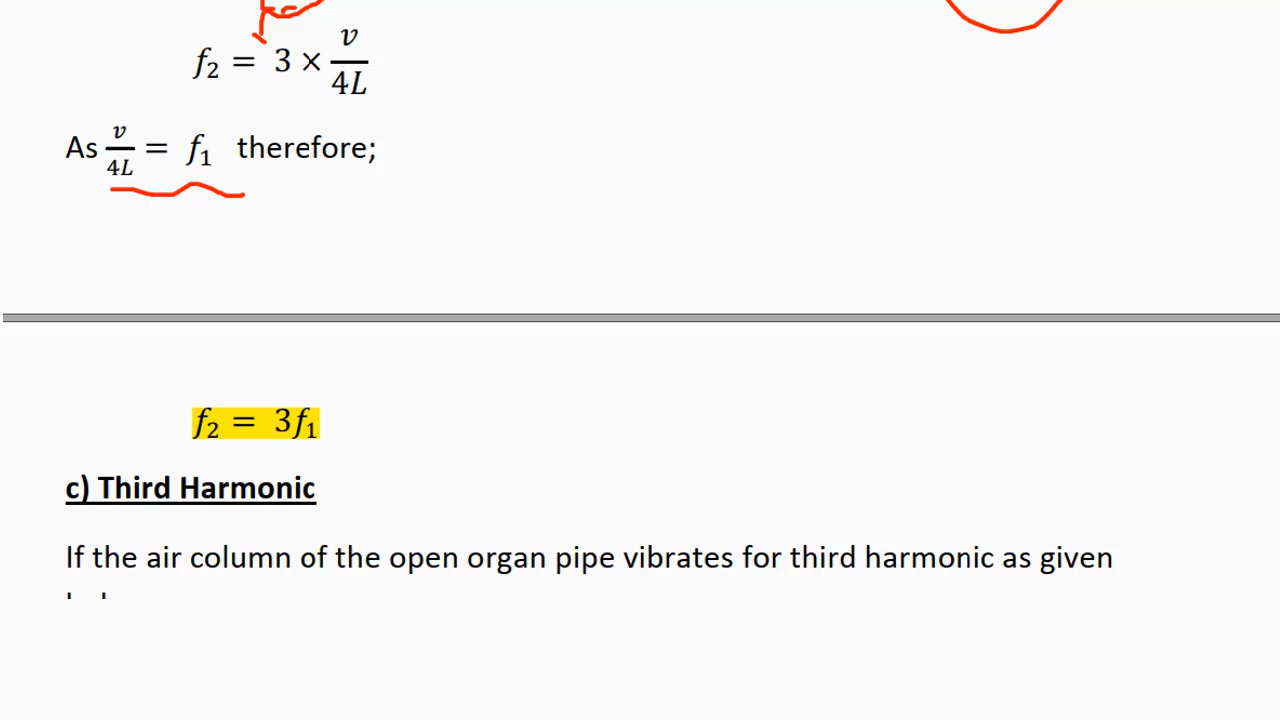 f₂ = 3 × v/4L
As v/4L = f₁ therefore;
f₂ = 3f₁
c) Third Harmonic
If the air column of the open organ pipe vibrates for third harmonic as given